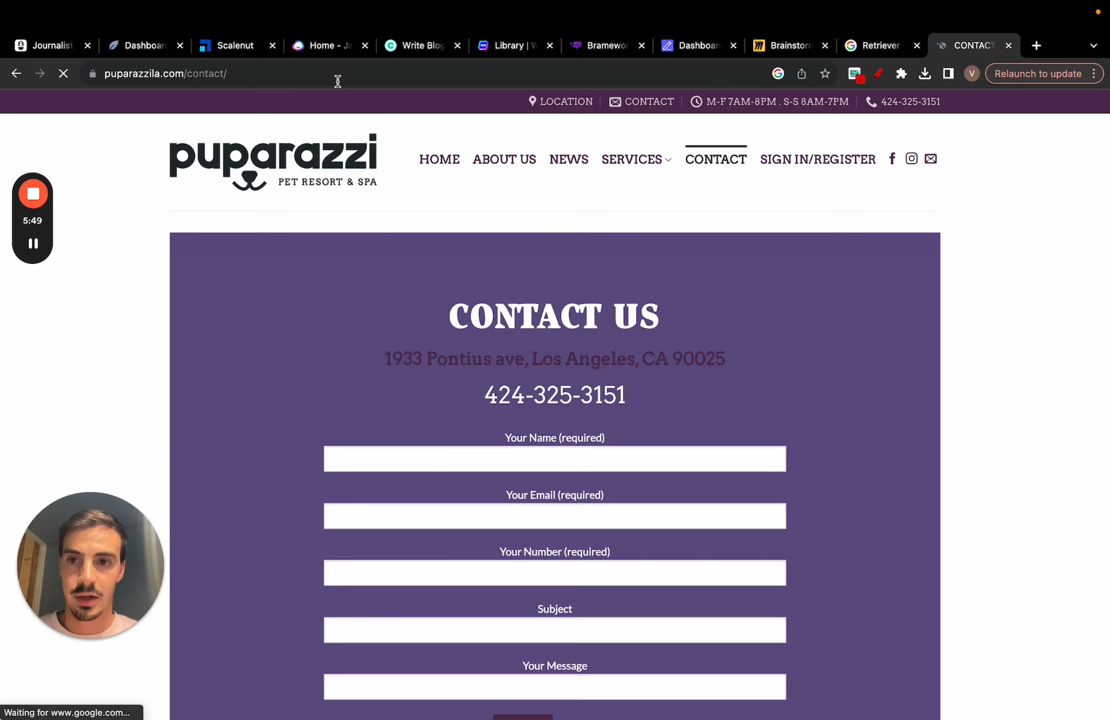 Journalist
Dashboar
Scalenut
Home - Ja
Write Blog
Library | W
Bramewor
Dashboar
Brainstorm
Retriever
CONTACT
puparazzila.com/contact/
V
Relaunch to update
LOCATION
CONTACT
M-F 7AM-8PM . S-S 8AM-7PM
424-325-3151
puparazzi
PET RESORT & SPA
HOME
ABOUT US
NEWS
SERVICES
CONTACT
SIGN IN/REGISTER
5:49
CONTACT US
1933 Pontius ave, Los Angeles, CA 90025
424-325-3151
Your Name (required)
Your Email (required)
Your Number (required)
Subject
Your Message
Waiting for www.google.com...